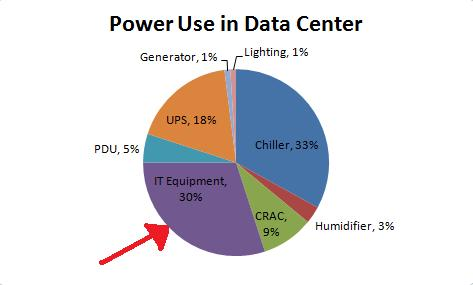 Power Use in Data Center
Generator, 1%
Lighting, 1%
UPS, 18%
Chiller, 33%
PDU, 5%
IT Equipment,
30%
CRAC,
9%
Humidifier, 3%